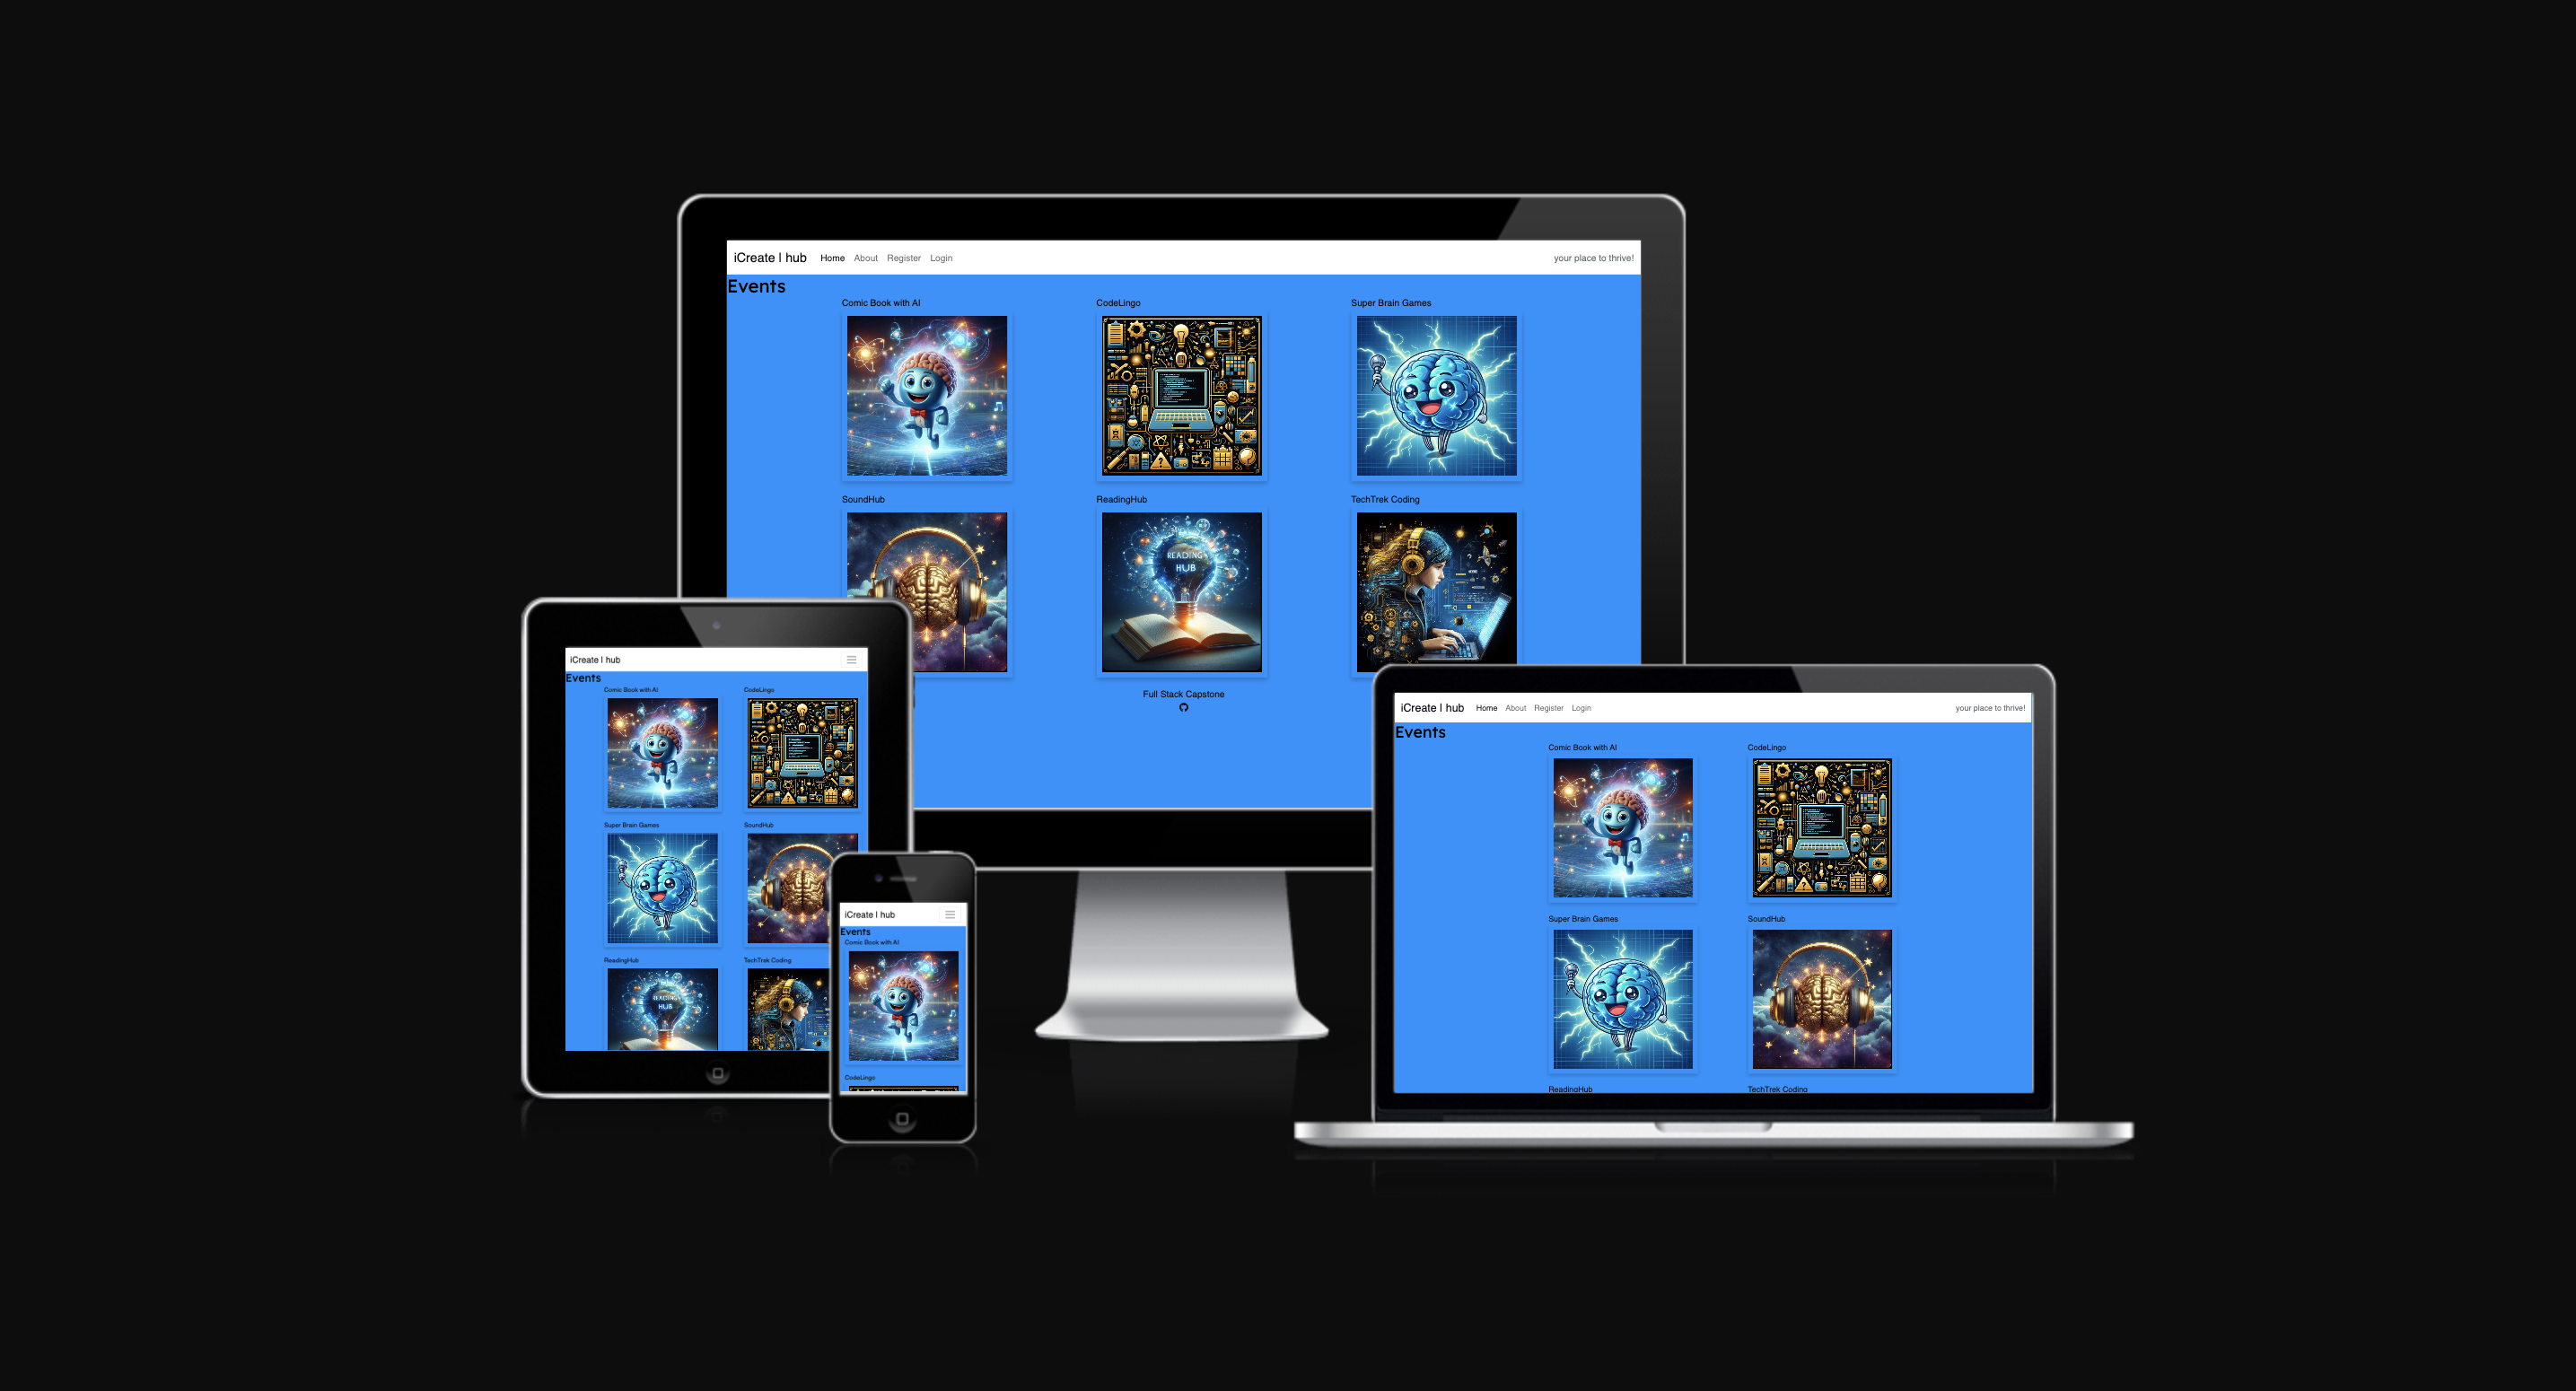 iCreate | hub Home About Register Login your place to thrive!
Events
Comic Book with AI CodeLingo Super Brain Games
SoundHub ReadingHub TechTrek Coding
READING
HUB
Full Stack Capstone
iCreate | hub
Events
Comic Book with AI CodeLingo
Super Brain Games SoundHub
ReadingHub TechTrek Coding
READING
HUB
iCreate | hub
Events
Comic Book with AI
CodeLingo
iCreate | hub Home About Register Login your place to thrive!
Events
Comic Book with AI CodeLingo
Super Brain Games SoundHub
ReadingHub TechTrek Coding